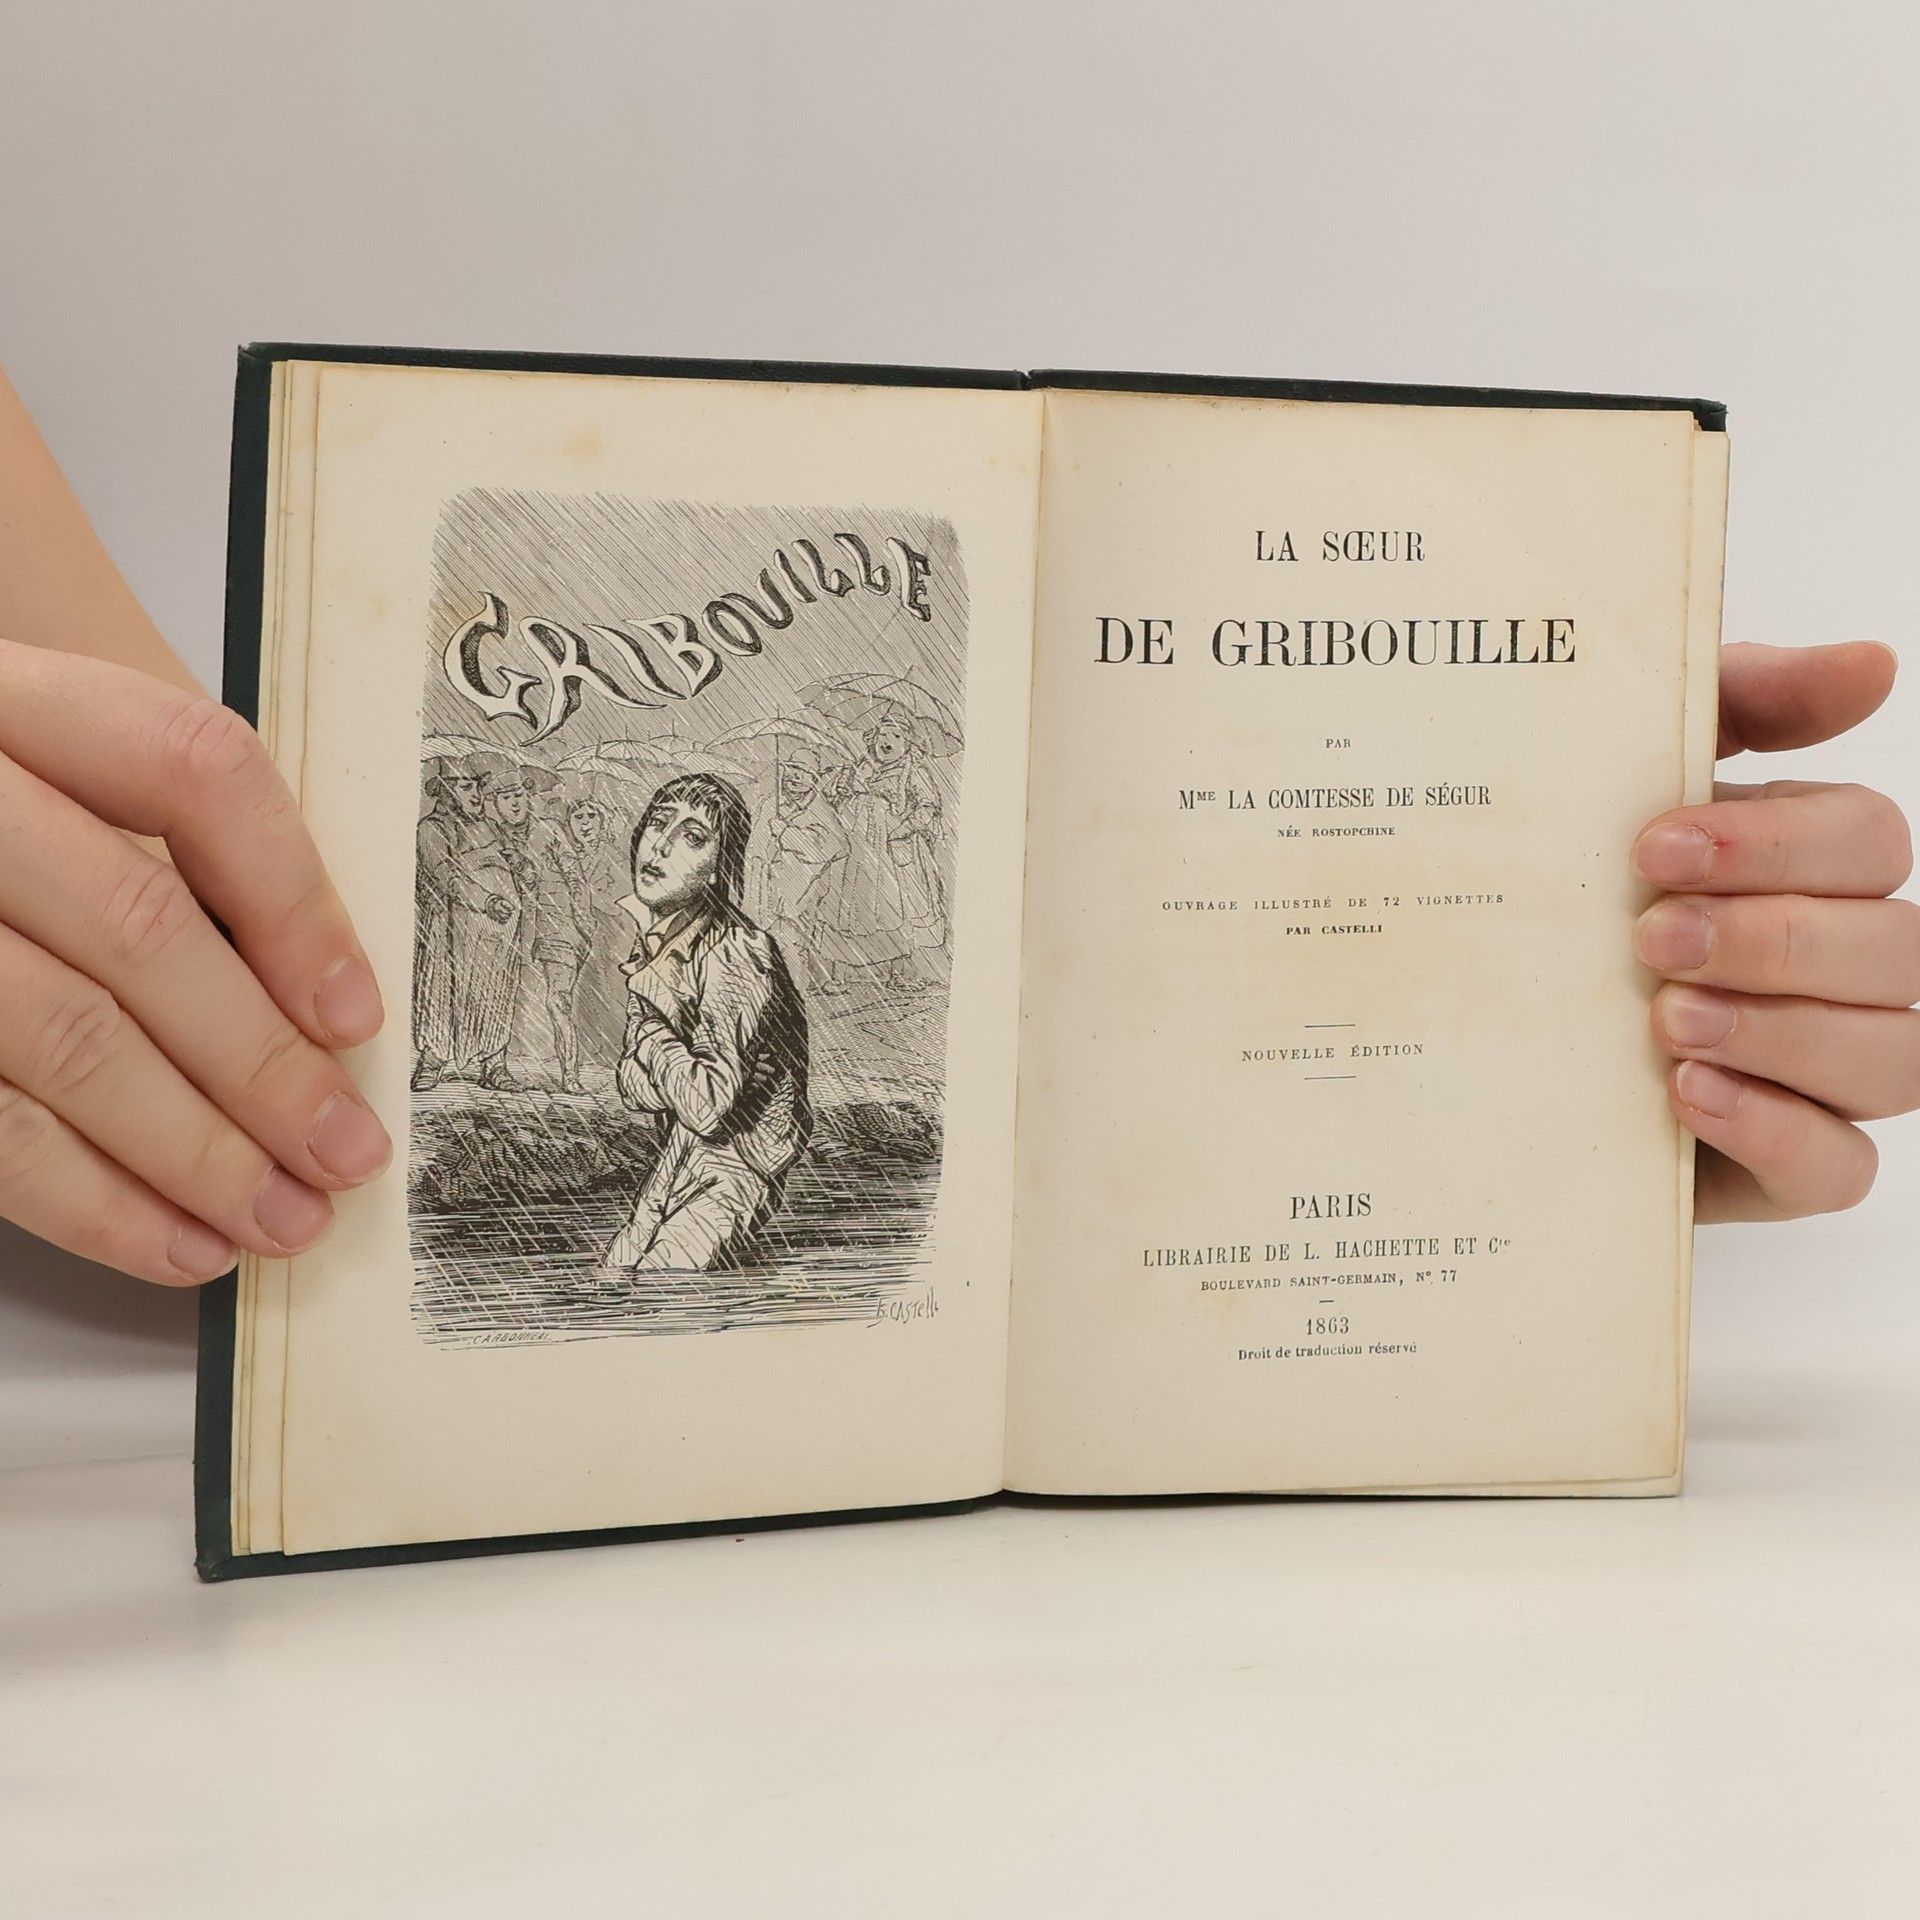 GRIBOUILLE
E. CASTELLI
CARBONNEAU
LA SŒUR
DE GRIBOUILLE
PAR
MME LA COMTESSE DE SÉGUR
NÉE ROSTOPCHINE
OUVRAGE ILLUSTRÉ DE 72 VIGNETTES
PAR CASTELLI
NOUVELLE ÉDITION
PARIS
LIBRAIRIE DE L. HACHETTE ET Cie
BOULEVARD SAINT-GERMAIN, No 77
1863
Droit de traduction réservé